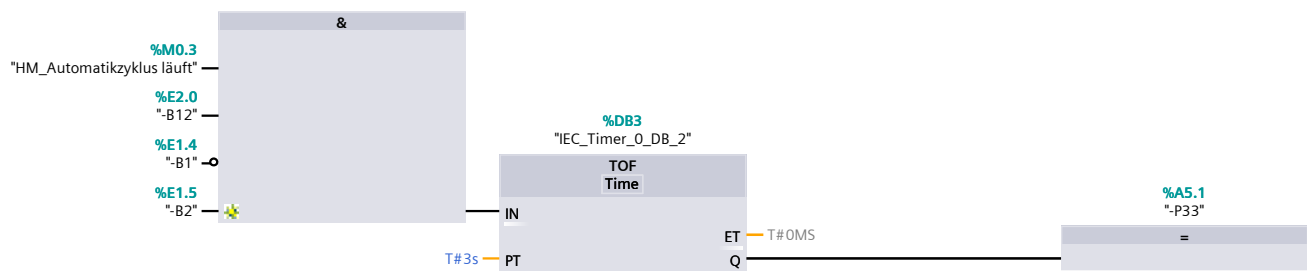 &
%M0.3
"HM_Automatikzyklus läuft"
%E2.0
"-B12"
%E1.4
"-B1"
%E1.5
"-B2"
%DB3
"IEC_Timer_0_DB_2"
TOF
Time
IN
T#3s PT
ET T#0MS
Q
%A5.1
"-P33"
=